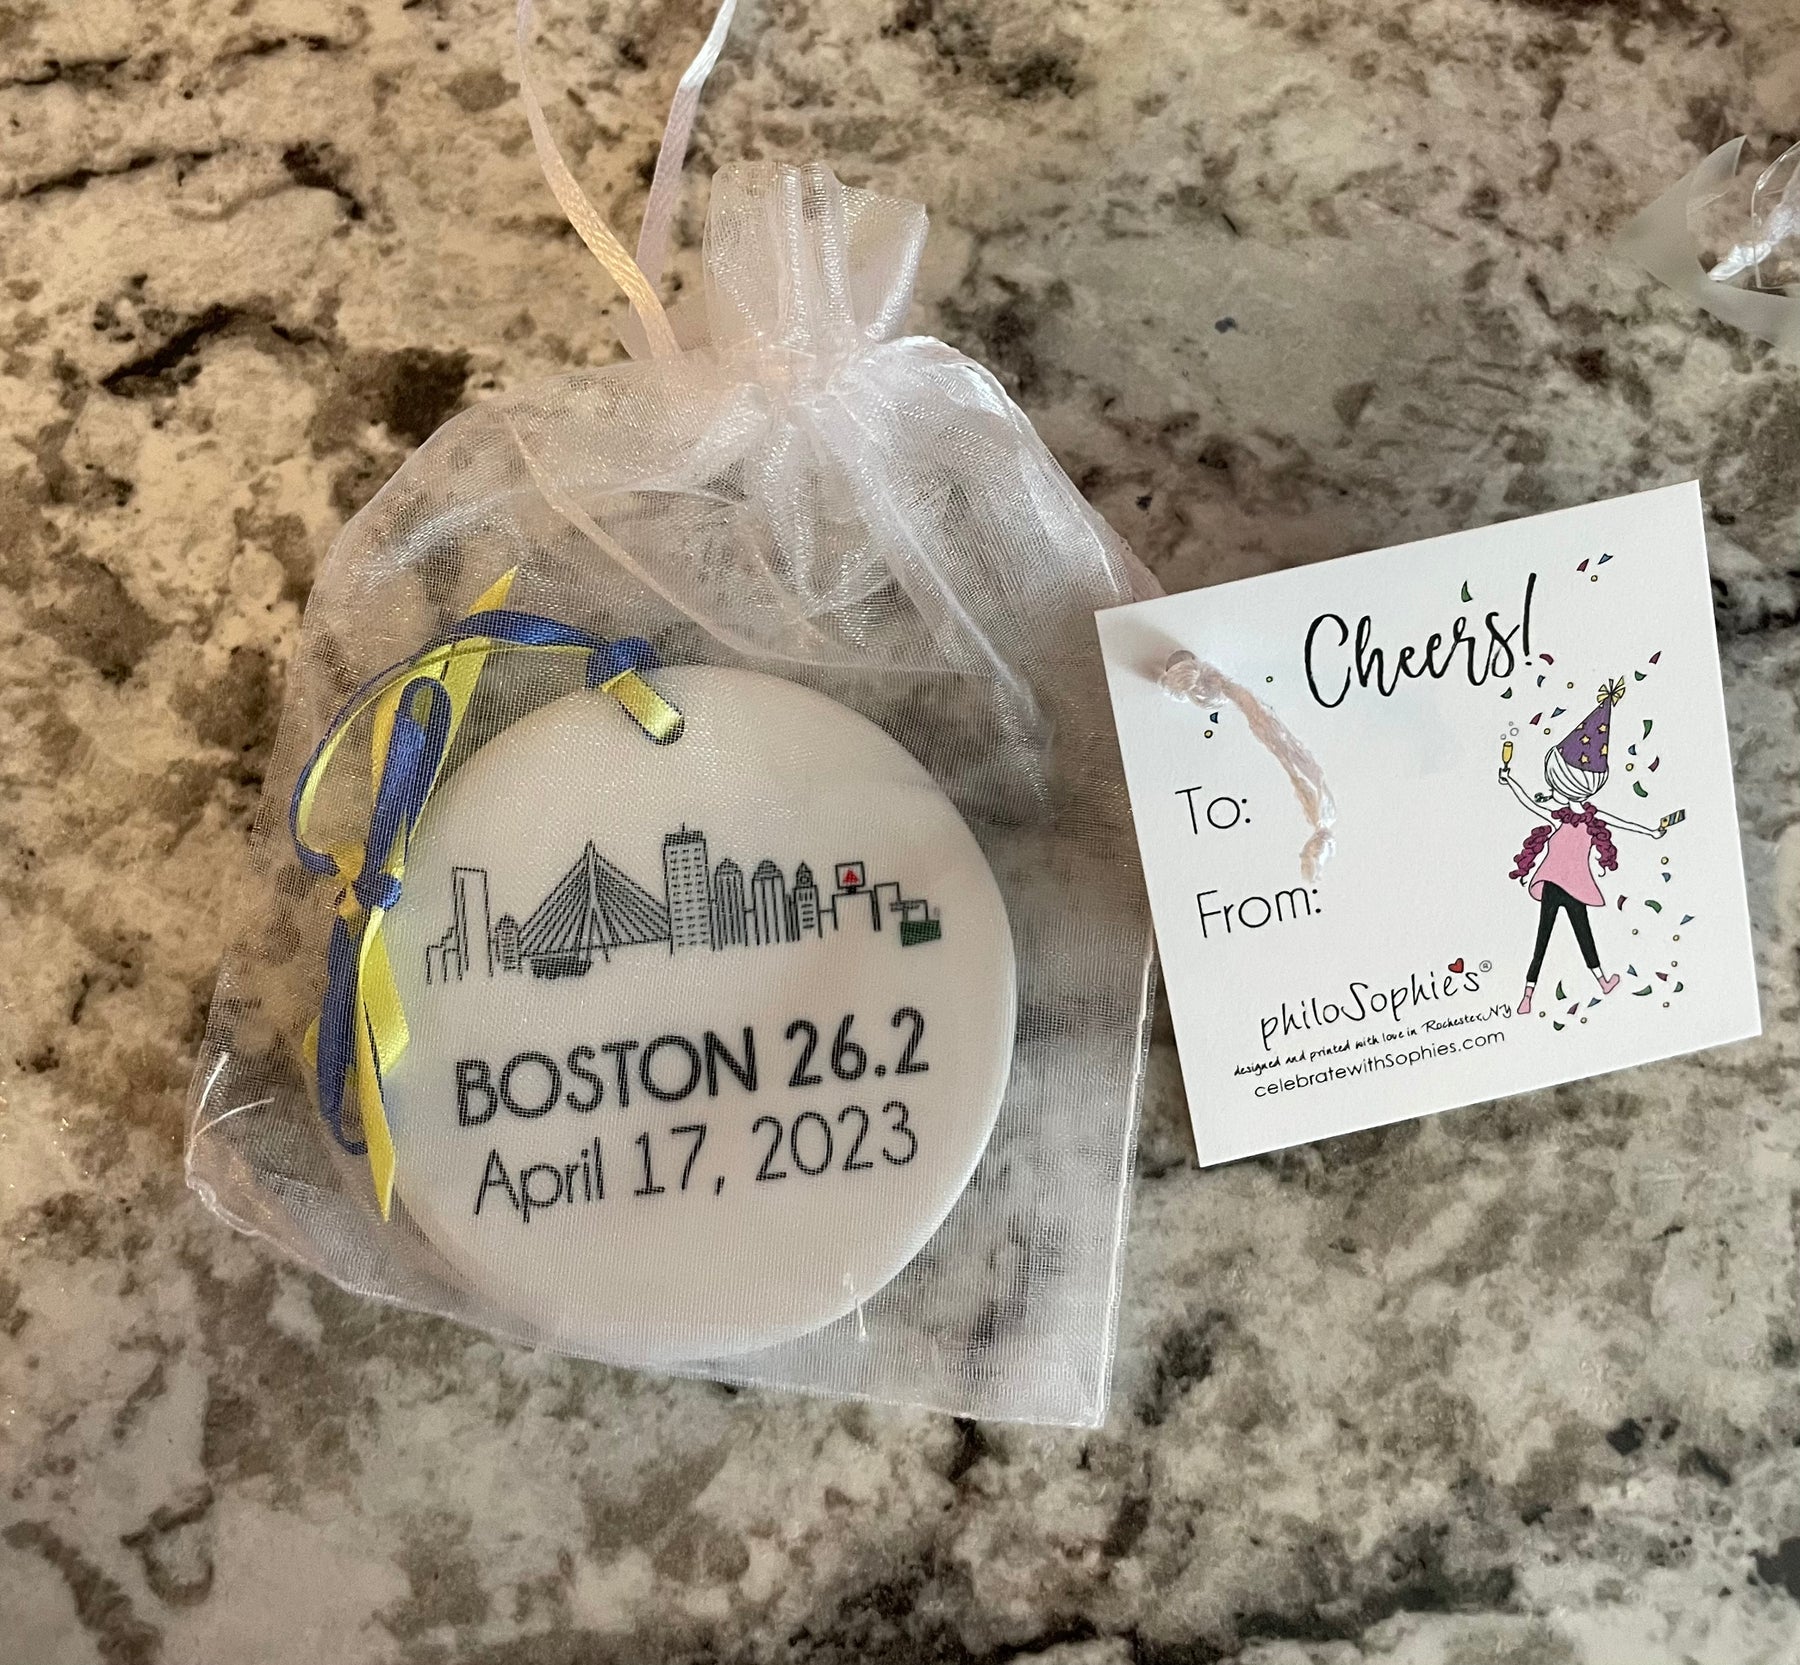 BOSTON 26.2
April 17, 2023
Cheers!
To:
From:
philoSophie's®
designed and printed with love in Rochester, NY
celebratewithSophies.com